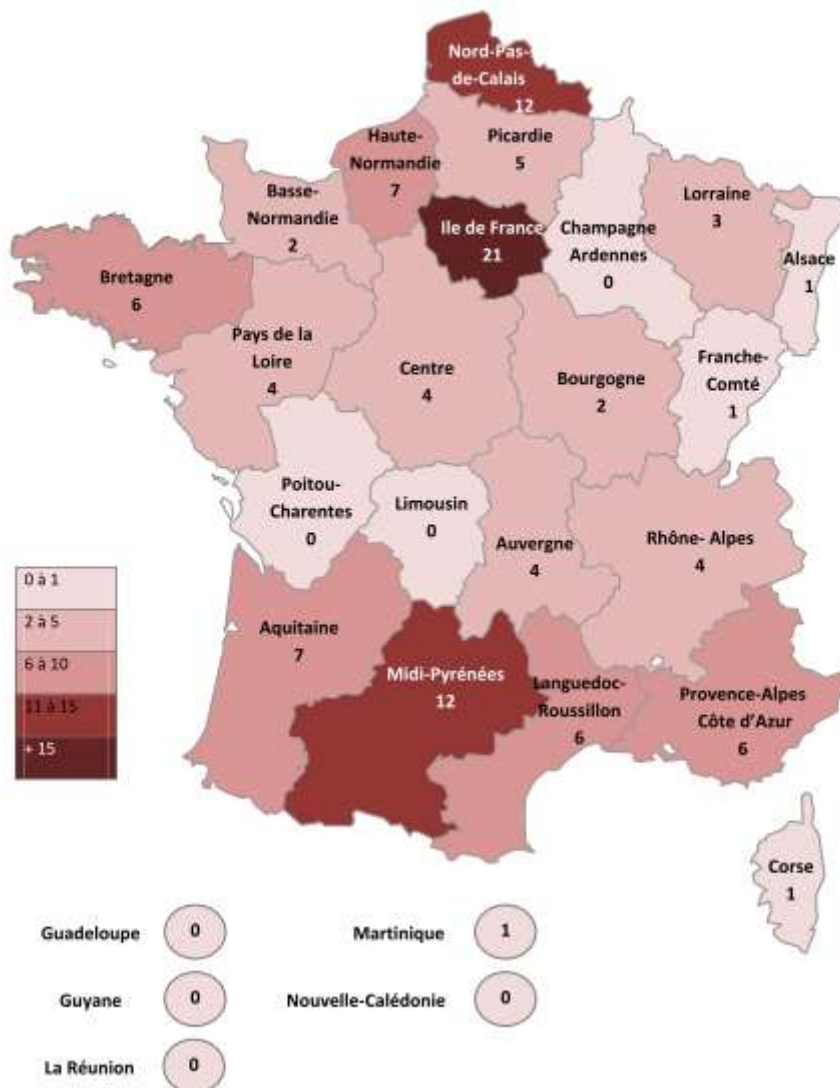 Nord-Pas-
de-Calais
12
Haute-
Normandie
7
Picardie
5
Basse-
Normandie
2
Ile de France
21
Champagne
Ardennes
0
Lorraine
3
Alsace
1
Bretagne
6
Pays de la
Loire
4
Centre
4
Bourgogne
2
Franche-
Comté
1
Poitou-
Charentes
0
Limousin
0
Auvergne
4
Rhône- Alpes
4
0 à 1
2 à 5
6 à 10
11 à 15
+ 15
Aquitaine
7
Midi-Pyrénées
12
Languedoc-
Roussillon
6
Provence-Alpes
Côte d'Azur
6
Corse
1
Guadeloupe 0
Martinique 1
Guyane 0
Nouvelle-Calédonie 0
La Réunion 0